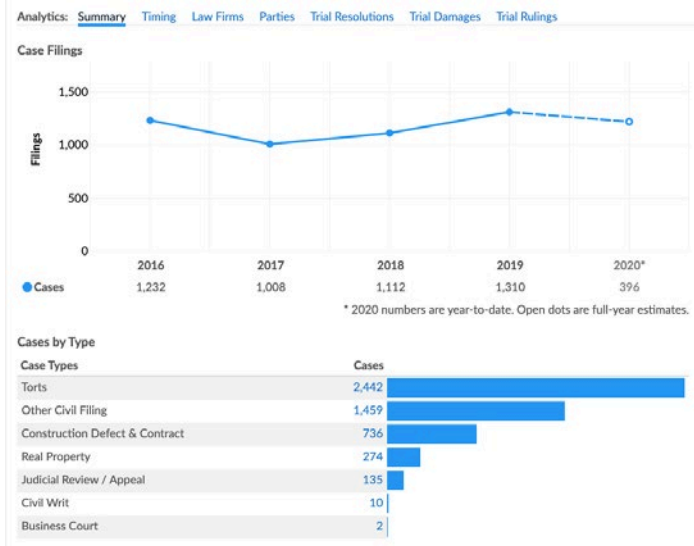 Analytics: Summary Timing Law Firms Parties Trial Resolutions Trial Damages Trial Rulings
Case Filings
1,500
1,000
500
0
Filings
2016 2017 2018 2019 2020*
Cases 1,232 1,008 1,112 1,310 396
* 2020 numbers are year-to-date. Open dots are full-year estimates.
Cases by Type
Case Types Cases
Torts 2,442
Other Civil Filing 1,459
Construction Defect & Contract 736
Real Property 274
Judicial Review / Appeal 135
Civil Writ 10
Business Court 2